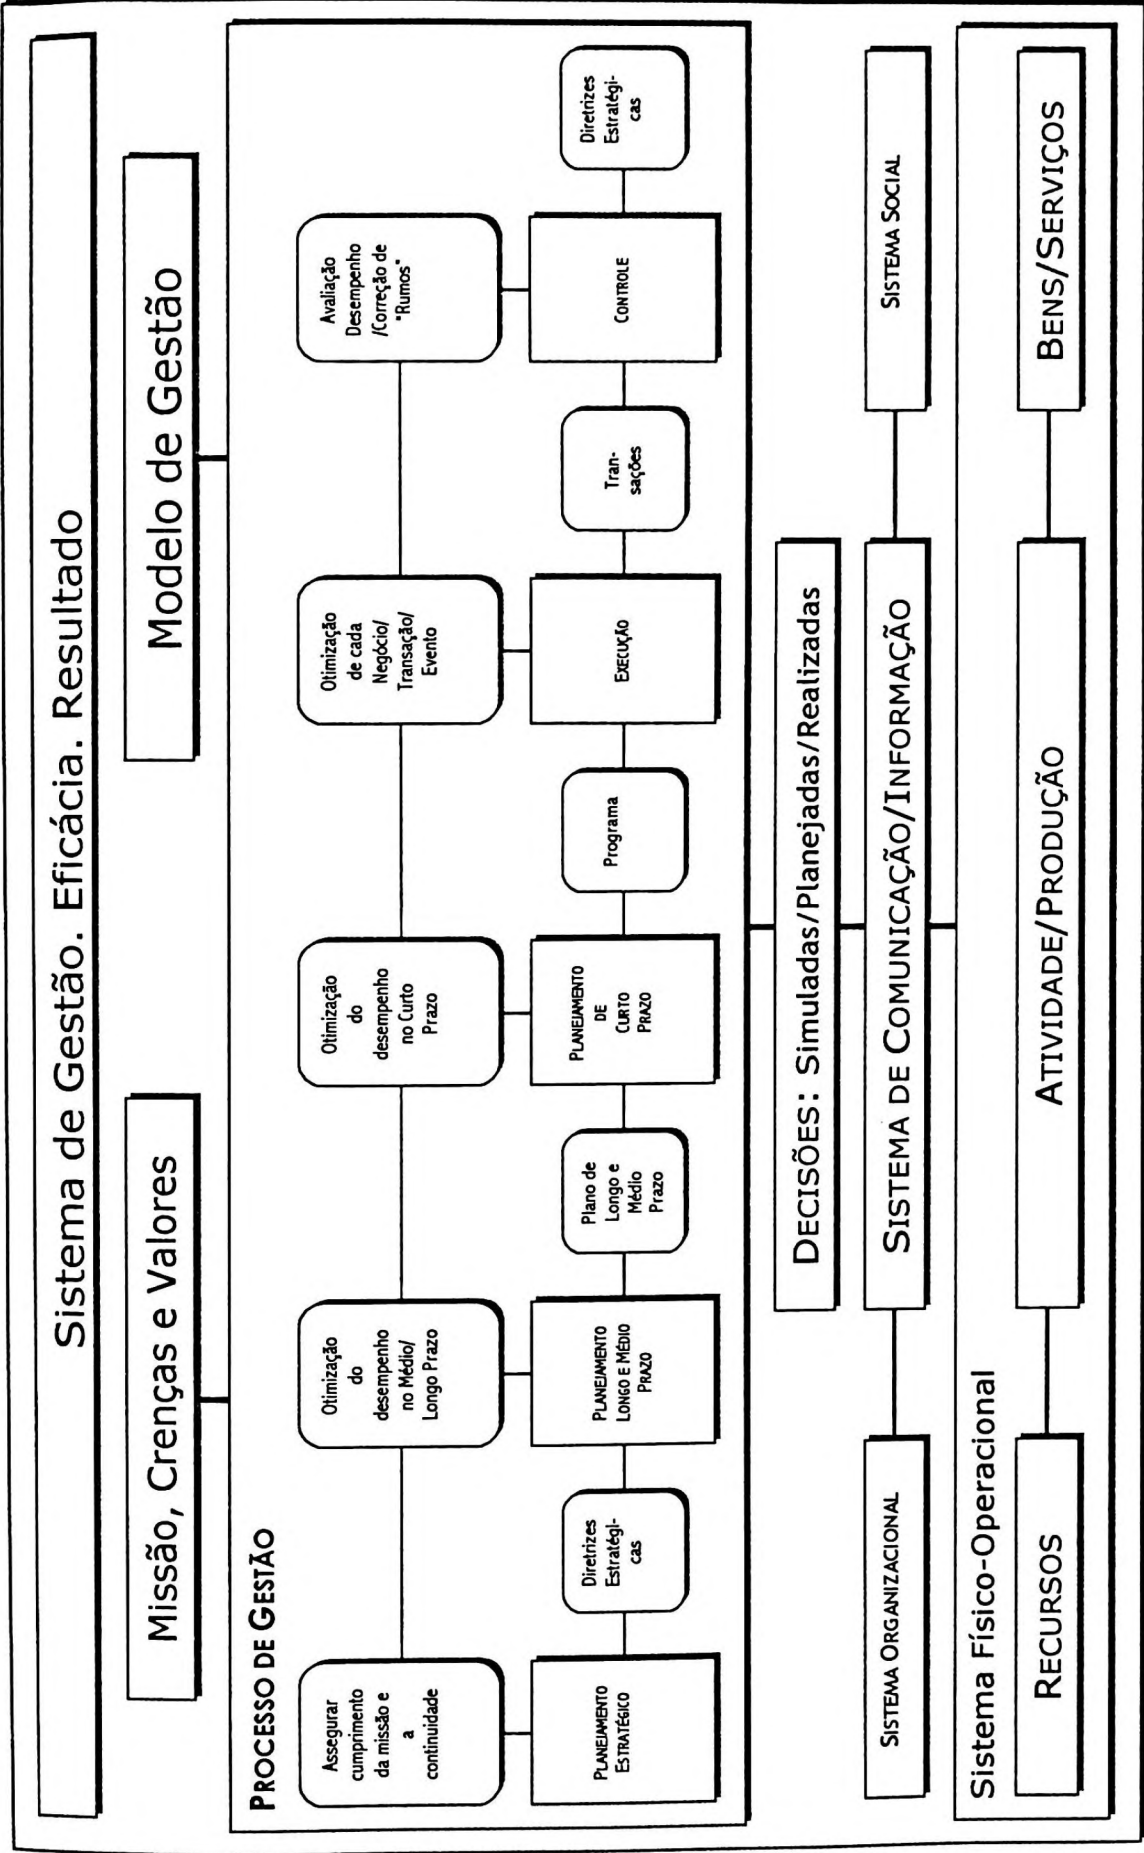 Sistema de Gestão. Eficácia. Resultado
Missão, Crenças e Valores
Modelo de Gestão
PROCESSO DE GESTÃO
Assegurar
cumprimento
da missão e
a
continuidade
Otimização
do
desempenho
no Médio/
Longo Prazo
Otimização
do
desempenho
no Curto
Prazo
Otimização
de cada
Negócio/
Transação/
Evento
Avaliação
Desempenho
/Correção de
"Rumos"
PLANEJAMENTO
ESTRATÉGICO
Diretrizes
Estratégi-
cas
PLANEJAMENTO
LONGO E MÉDIO
PRAZO
Plano de
Longo e
Médio
Prazo
PLANEJAMENTO
DE
CURTO
PRAZO
Programa
EXECUÇÃO
Tran-
sações
CONTROLE
Diretrizes
Estratégi-
cas
DECISÕES: Simuladas/Planejadas/Realizadas
SISTEMA ORGANIZACIONAL
SISTEMA DE COMUNICAÇÃO/INFORMAÇÃO
SISTEMA SOCIAL
Sistema Físico-Operacional
RECURSOS
ATIVIDADE/PRODUÇÃO
BENS/SERVIÇOS